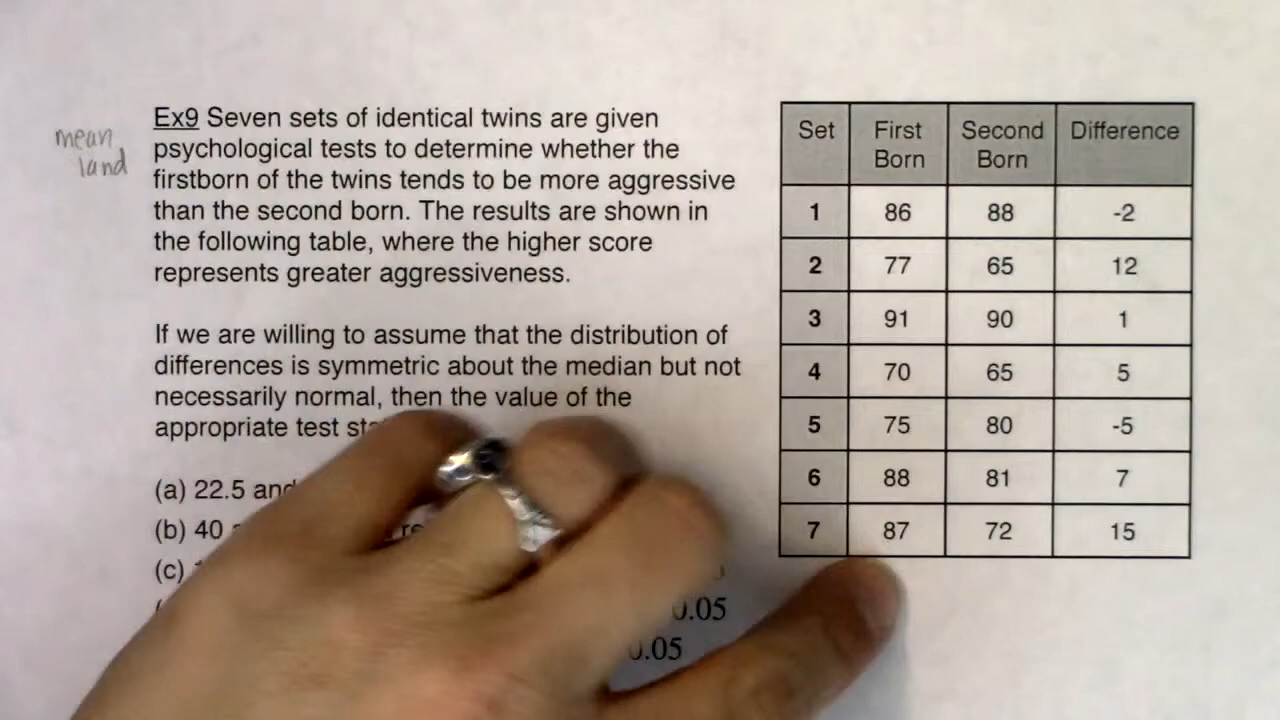 mean
land
Ex9 Seven sets of identical twins are given
psychological tests to determine whether the
firstborn of the twins tends to be more aggressive
than the second born. The results are shown in
the following table, where the higher score
represents greater aggressiveness.
If we are willing to assume that the distribution of
differences is symmetric about the median but not
necessarily normal, then the value of the
appropriate test
(a) 22.5 and
(b) 40
(c)
0.05
0.05
Set First Born Second Born Difference
1 86 88 -2
2 77 65 12
3 91 90 1
4 70 65 5
5 75 80 -5
6 88 81 7
7 87 72 15